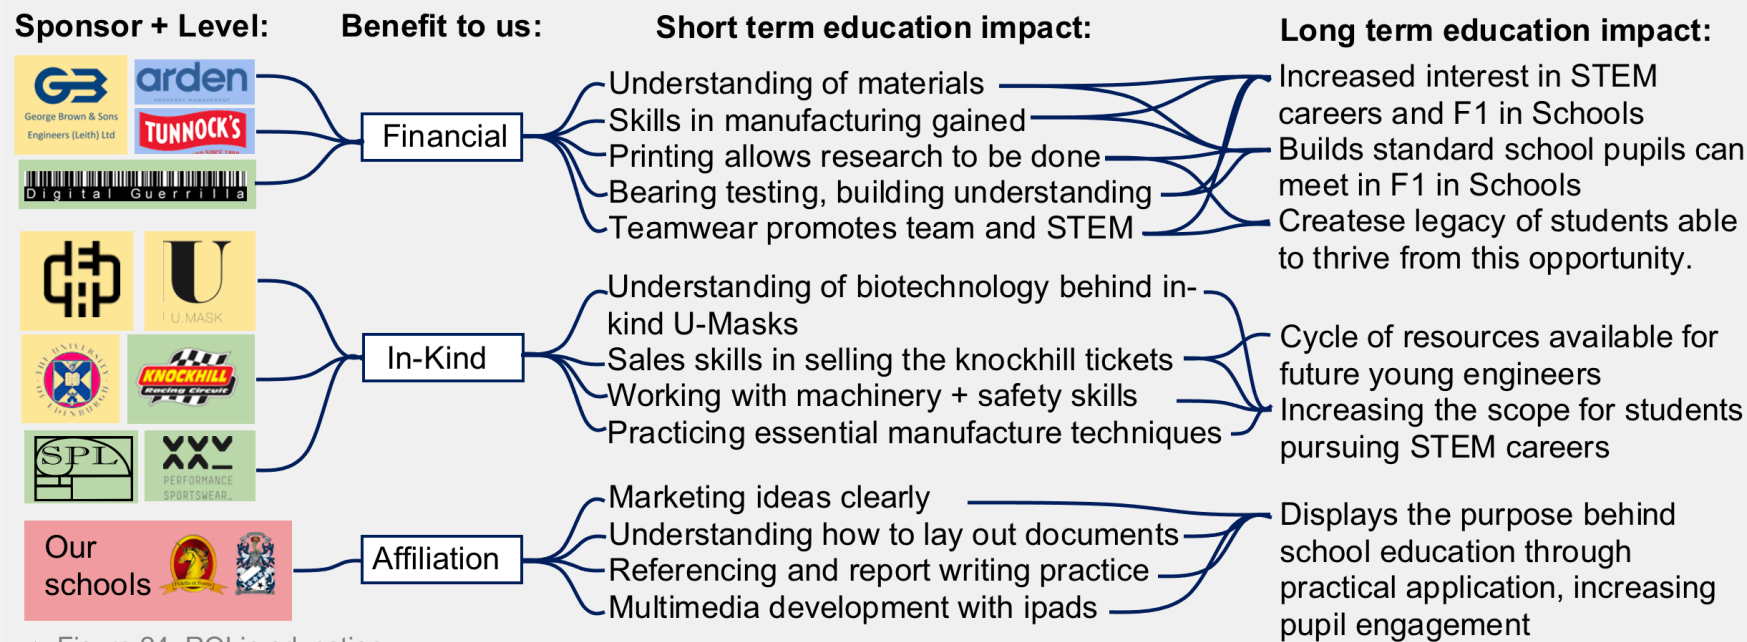 Sponsor + Level:
Benefit to us:
Short term education impact:
Long term education impact:
GB
George Brown & Sons
Engineers (Leith) Ltd
arden
PROPERTY MANAGEMENT
TUNNOCK'S
Digital Guerrilla
U
U.MASK
THE UNIVERSITY OF EDINBURGH
KNOCKHILL
Racing Circuit
SPL
PERFORMANCE
SPORTSWEAR_
Our
schools
Financial
In-Kind
Affiliation
Understanding of materials
Skills in manufacturing gained
Printing allows research to be done
Bearing testing, building understanding
Teamwear promotes team and STEM
Understanding of biotechnology behind in-
kind U-Masks
Sales skills in selling the knockhill tickets
Working with machinery + safety skills
Practicing essential manufacture techniques
Marketing ideas clearly
Understanding how to lay out documents
Referencing and report writing practice
Multimedia development with ipads
Increased interest in STEM
careers and F1 in Schools
Builds standard school pupils can
meet in F1 in Schools
Createse legacy of students able
to thrive from this opportunity.
Cycle of resources available for
future young engineers
Increasing the scope for students
pursuing STEM careers
Displays the purpose behind
school education through
practical application, increasing
pupil engagement